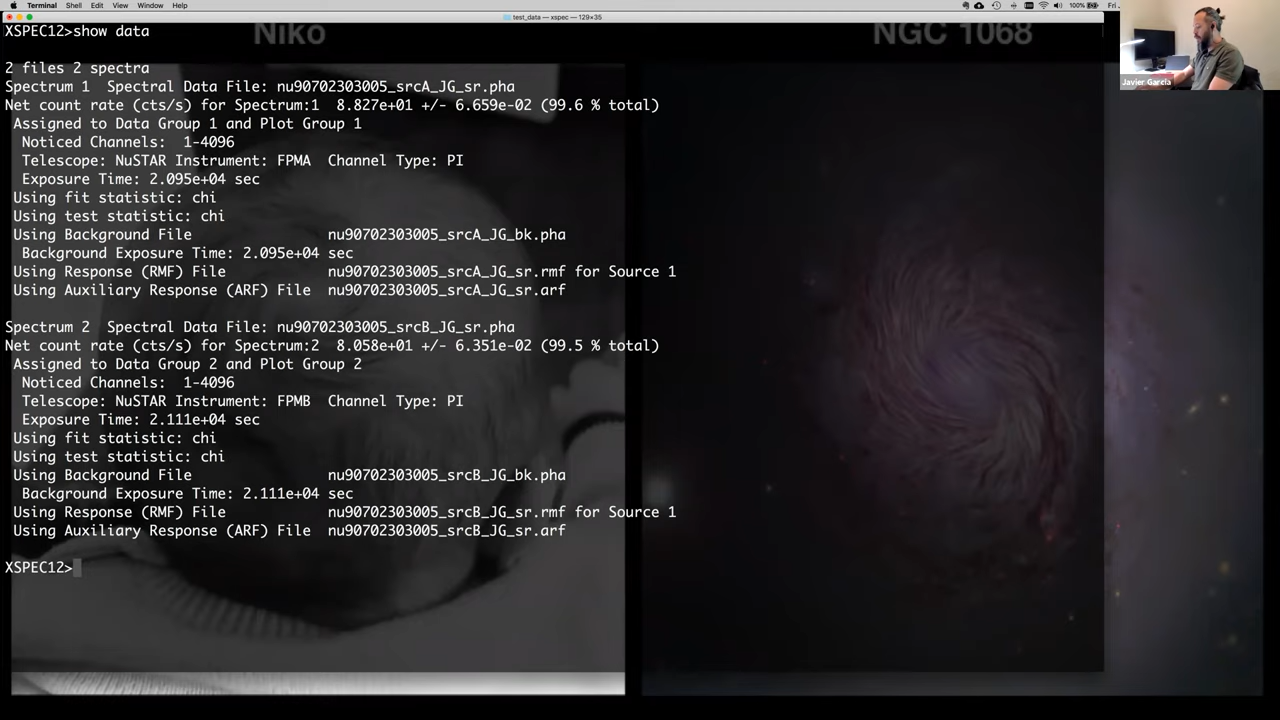 Terminal Shell Edit View Window Help 100% Fri
test_data — xspec — 129×35
Niko
NGC 1068
Javier García
XSPEC12>show data
2 files 2 spectra
Spectrum 1  Spectral Data File: nu90702303005_srcA_JG_sr.pha
Net count rate (cts/s) for Spectrum:1  8.827e+01 +/- 6.659e-02 (99.6 % total)
Assigned to Data Group 1 and Plot Group 1
Noticed Channels:  1-4096
Telescope: NuSTAR Instrument: FPMA  Channel Type: PI
Exposure Time: 2.095e+04 sec
Using fit statistic: chi
Using test statistic: chi
Using Background File                nu90702303005_srcA_JG_bk.pha
Background Exposure Time: 2.095e+04 sec
Using Response (RMF) File            nu90702303005_srcA_JG_sr.rmf for Source 1
Using Auxiliary Response (ARF) File  nu90702303005_srcA_JG_sr.arf
Spectrum 2  Spectral Data File: nu90702303005_srcB_JG_sr.pha
Net count rate (cts/s) for Spectrum:2  8.058e+01 +/- 6.351e-02 (99.5 % total)
Assigned to Data Group 2 and Plot Group 2
Noticed Channels:  1-4096
Telescope: NuSTAR Instrument: FPMB  Channel Type: PI
Exposure Time: 2.111e+04 sec
Using fit statistic: chi
Using test statistic: chi
Using Background File                nu90702303005_srcB_JG_bk.pha
Background Exposure Time: 2.111e+04 sec
Using Response (RMF) File            nu90702303005_srcB_JG_sr.rmf for Source 1
Using Auxiliary Response (ARF) File  nu90702303005_srcB_JG_sr.arf
XSPEC12>